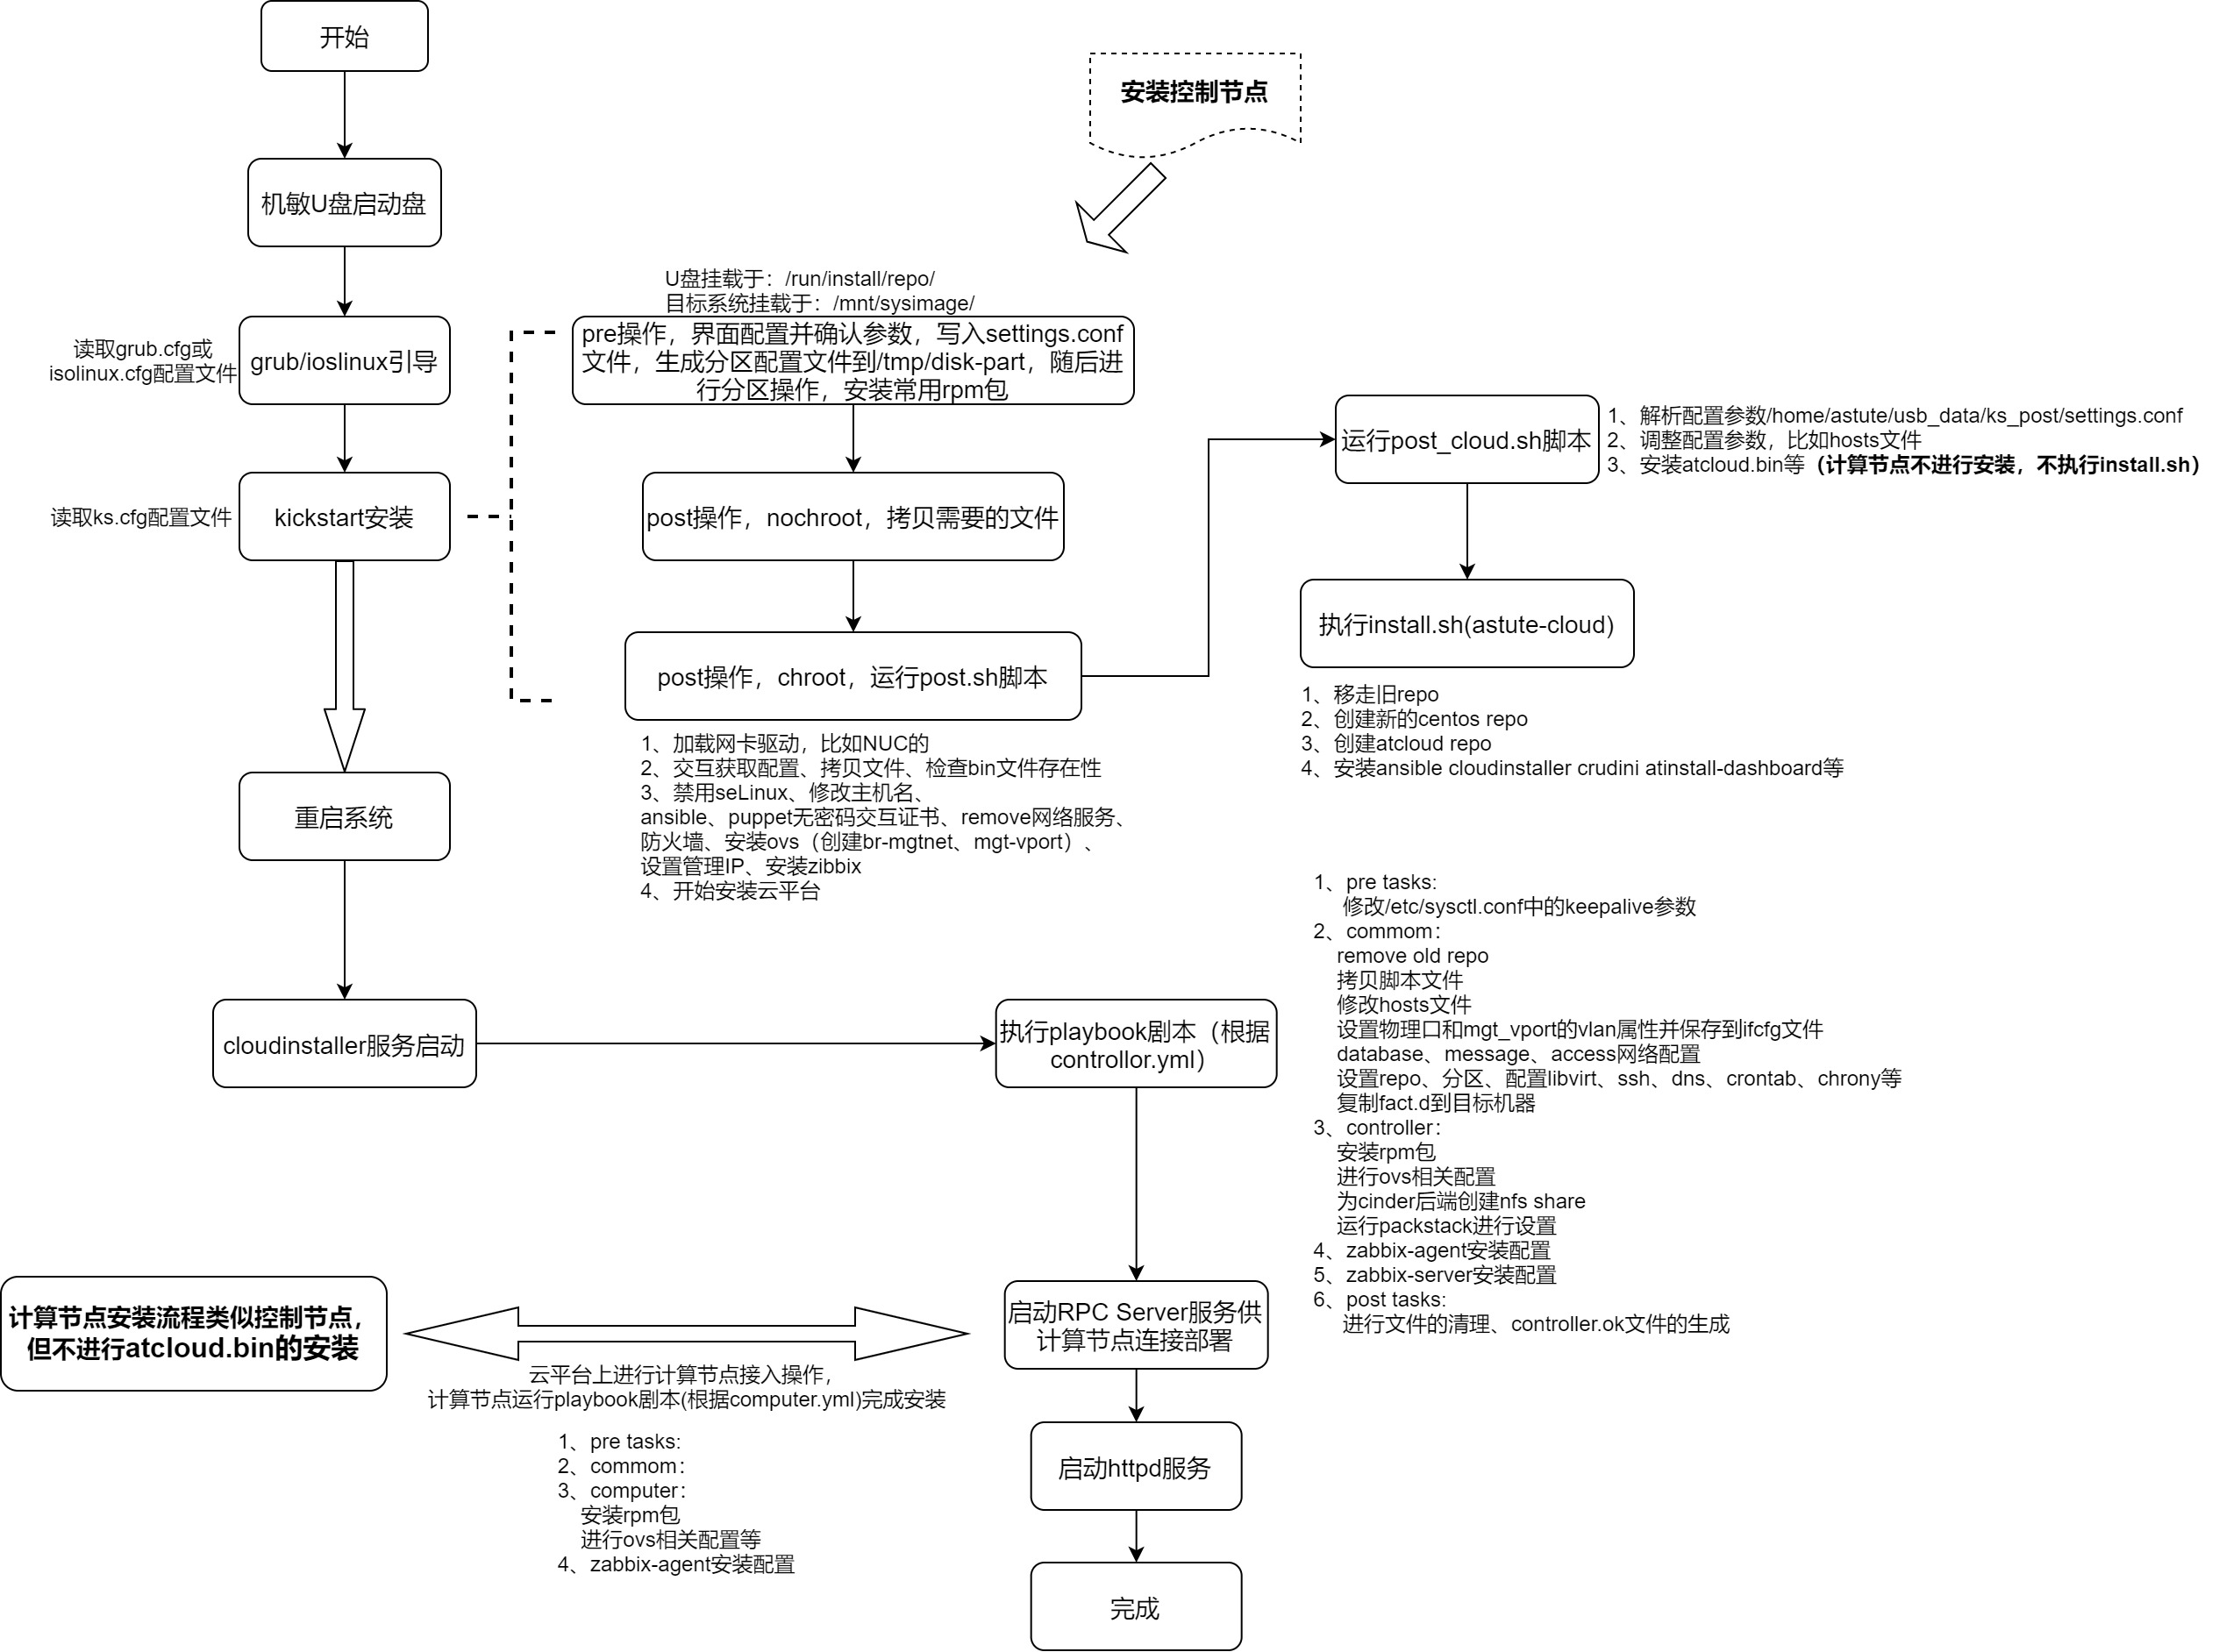 开始
机敏U盘启动盘
读取grub.cfg或
isolinux.cfg配置文件
grub/ioslinux引导
读取ks.cfg配置文件
kickstart安装
重启系统
cloudinstaller服务启动
安装控制节点
U盘挂载于：/run/install/repo/
目标系统挂载于：/mnt/sysimage/
pre操作，界面配置并确认参数，写入settings.conf
文件，生成分区配置文件到/tmp/disk-part，随后进
行分区操作，安装常用rpm包
post操作，nochroot，拷贝需要的文件
post操作，chroot，运行post.sh脚本
1、加载网卡驱动，比如NUC的
2、交互获取配置、拷贝文件、检查bin文件存在性
3、禁用seLinux、修改主机名、
ansible、puppet无密码交互证书、remove网络服务、
防火墙、安装ovs（创建br-mgtnet、mgt-vport）、
设置管理IP、安装zibbix
4、开始安装云平台
运行post_cloud.sh脚本
1、解析配置参数/home/astute/usb_data/ks_post/settings.conf
2、调整配置参数，比如hosts文件
3、安装atcloud.bin等（计算节点不进行安装，不执行install.sh）
执行install.sh(astute-cloud)
1、移走旧repo
2、创建新的centos repo
3、创建atcloud repo
4、安装ansible cloudinstaller crudini atinstall-dashboard等
执行playbook剧本（根据
controllor.yml）
1、pre tasks:
修改/etc/sysctl.conf中的keepalive参数
2、commom：
remove old repo
拷贝脚本文件
修改hosts文件
设置物理口和mgt_vport的vlan属性并保存到ifcfg文件
database、message、access网络配置
设置repo、分区、配置libvirt、ssh、dns、crontab、chrony等
复制fact.d到目标机器
3、controller：
安装rpm包
进行ovs相关配置
为cinder后端创建nfs share
运行packstack进行设置
4、zabbix-agent安装配置
5、zabbix-server安装配置
6、post tasks:
进行文件的清理、controller.ok文件的生成
启动RPC Server服务供
计算节点连接部署
启动httpd服务
完成
计算节点安装流程类似控制节点，
但不进行atcloud.bin的安装
云平台上进行计算节点接入操作，
计算节点运行playbook剧本(根据computer.yml)完成安装
1、pre tasks:
2、commom：
3、computer：
安装rpm包
进行ovs相关配置等
4、zabbix-agent安装配置